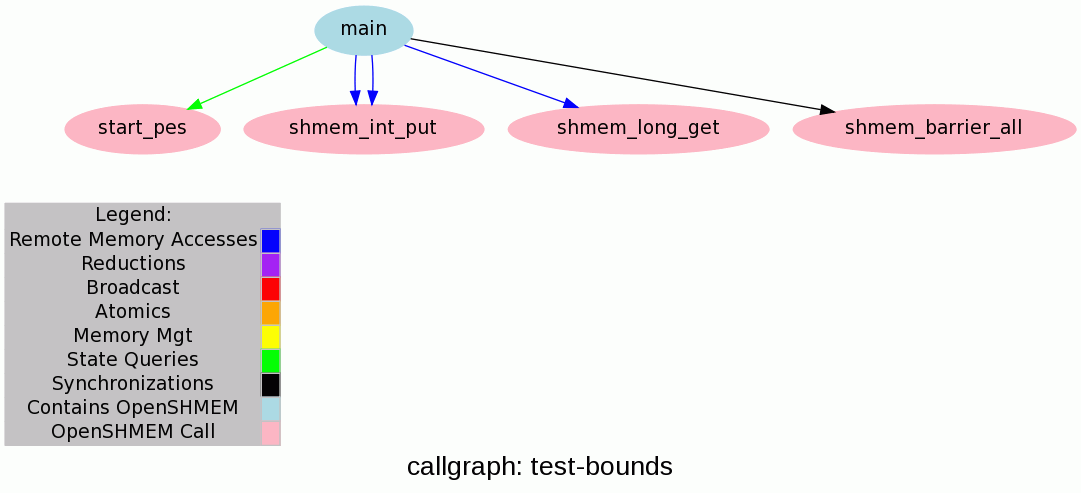 main
start_pes
shmem_int_put
shmem_long_get
shmem_barrier_all
Legend:
Remote Memory Accesses
Reductions
Broadcast
Atomics
Memory Mgt
State Queries
Synchronizations
Contains OpenSHMEM
OpenSHMEM Call
callgraph: test-bounds